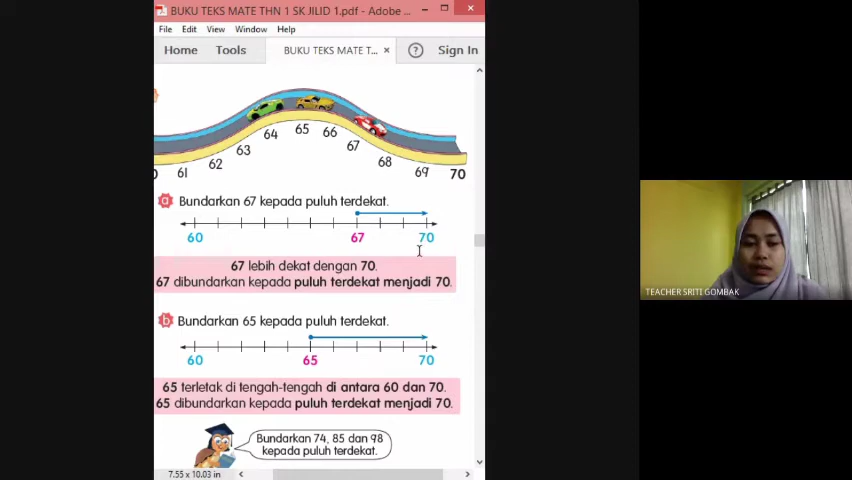 BUKU TEKS MATE THN 1 SK JILID 1.pdf - Adobe ...
File Edit View Window Help
Home Tools BUKU TEKS MATE T... × ? Sign In
61 62 63 64 65 66 67 68 69 70
a Bundarkan 67 kepada puluh terdekat.
60 67 70
67 lebih dekat dengan 70.
67 dibundarkan kepada puluh terdekat menjadi 70.
b Bundarkan 65 kepada puluh terdekat.
60 65 70
65 terletak di tengah-tengah di antara 60 dan 70.
65 dibundarkan kepada puluh terdekat menjadi 70.
Bundarkan 74, 85 dan 98
kepada puluh terdekat.
7.55 x 10.03 in
TEACHER SRITI GOMBAK